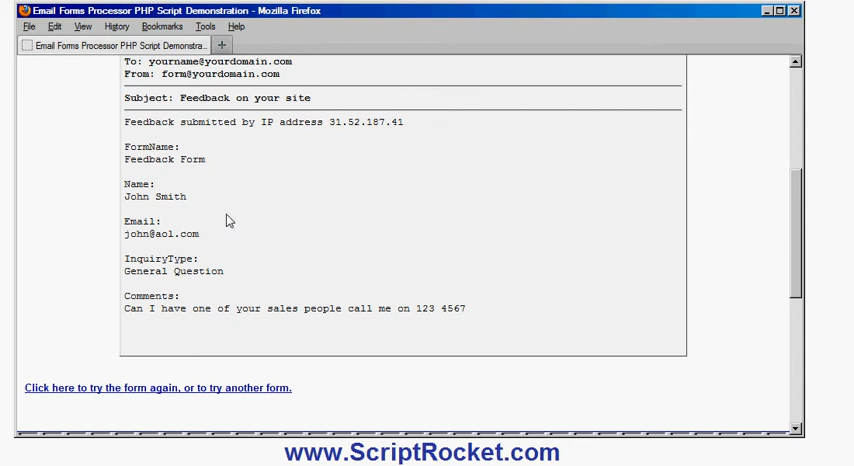 Email Forms Processor PHP Script Demonstration - Mozilla Firefox
File Edit View History Bookmarks Tools Help
Email Forms Processor PHP Script Demonstra... +
To: yourname@yourdomain.com
From: form@yourdomain.com
Subject: Feedback on your site
Feedback submitted by IP address 31.52.187.41
FormName:
Feedback Form
Name:
John Smith
Email:
john@aol.com
InquiryType:
General Question
Comments:
Can I have one of your sales people call me on 123 4567
Click here to try the form again, or to try another form.
www.ScriptRocket.com